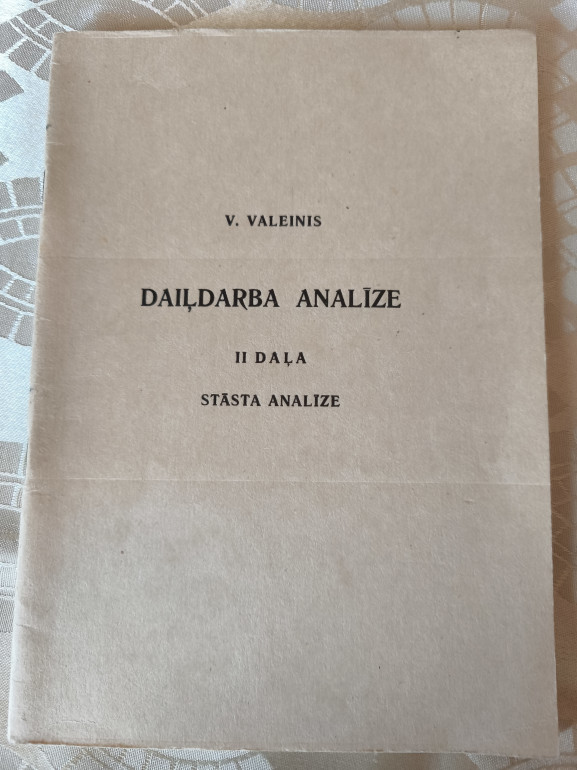 V. VALEINIS
DAIĻDARBA ANALĪZE
II DAĻA
STĀSTA ANALĪZE